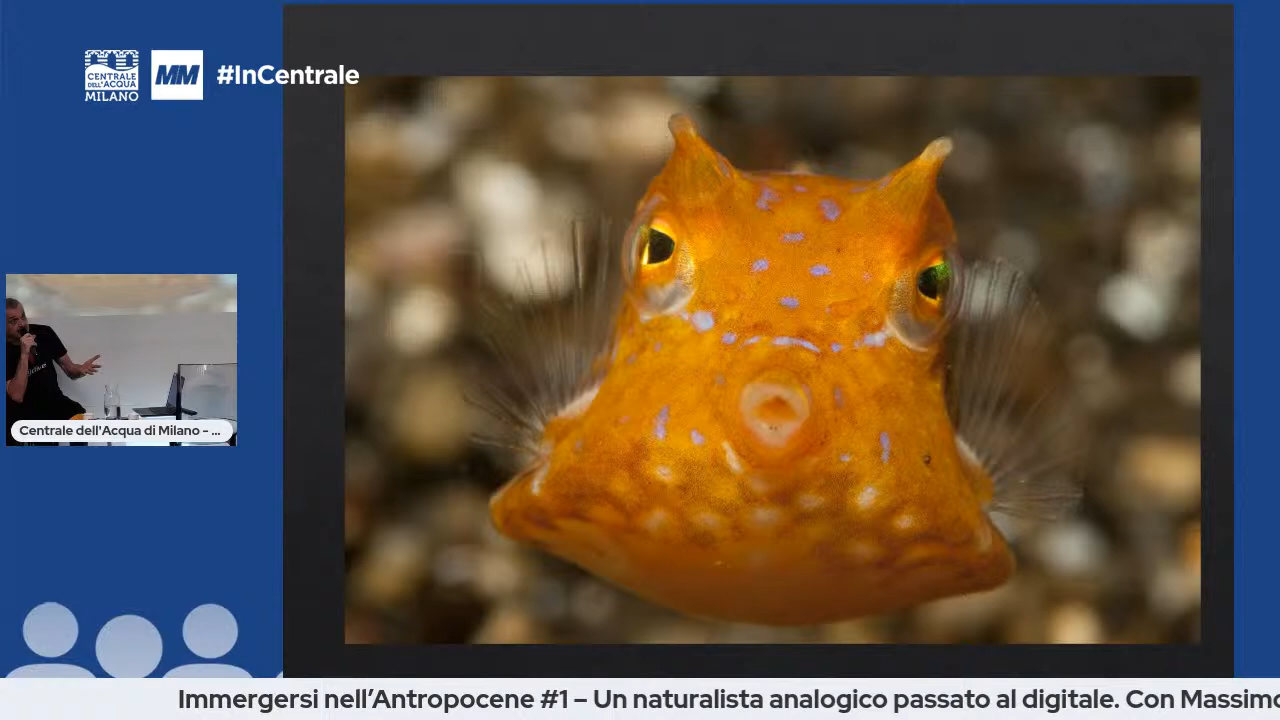 CENTRALE
DELL'ACQUA
MILANO
MM
#InCentrale
Centrale dell'Acqua di Milano - ...
Immergersi nell'Antropocene #1 – Un naturalista analogico passato al digitale. Con Massimo